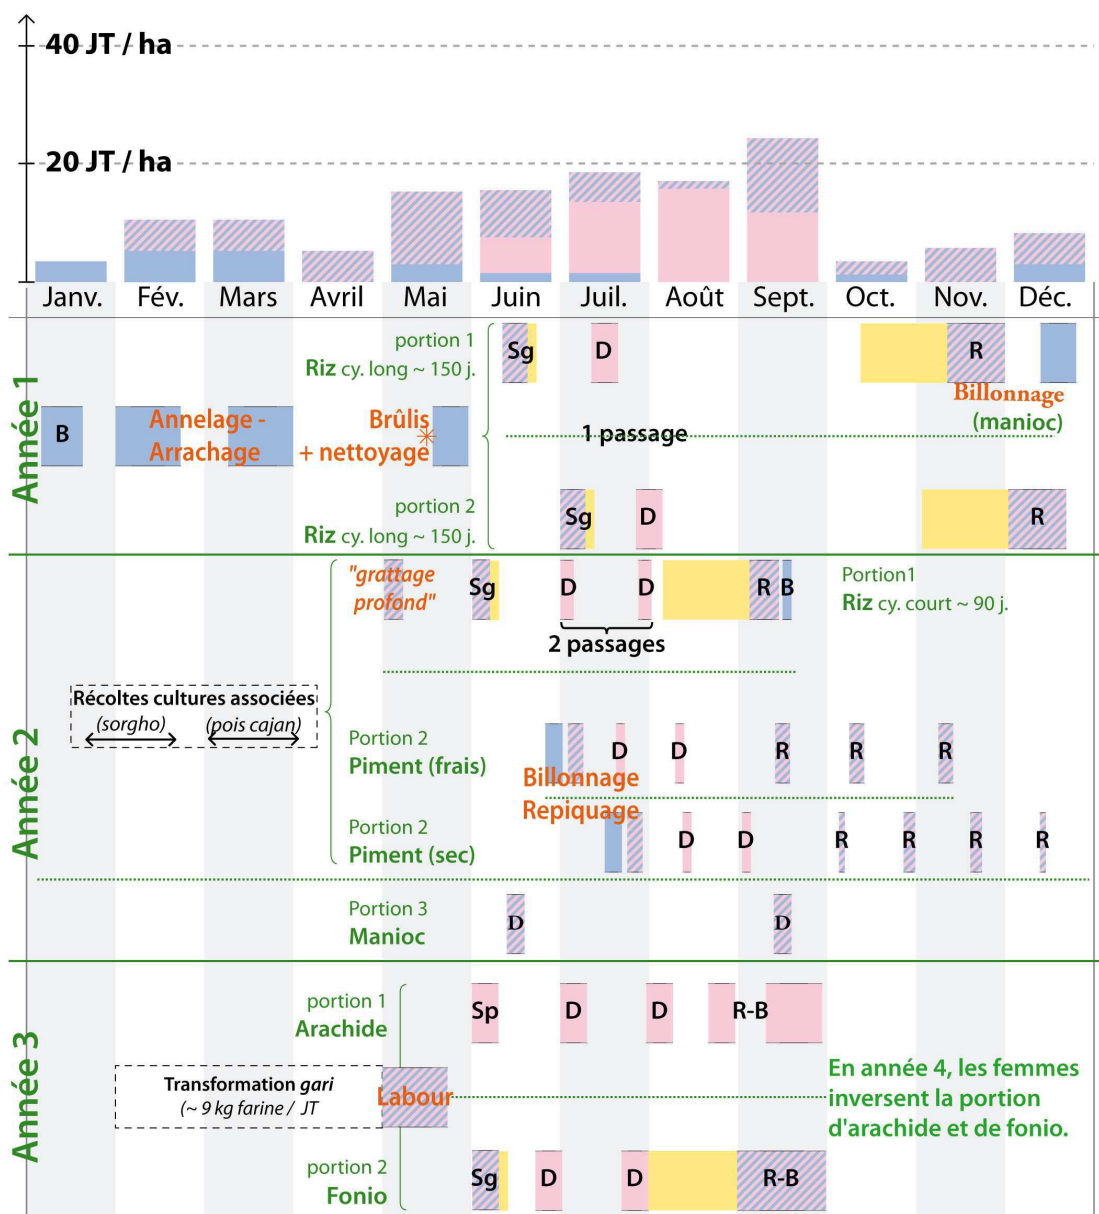 40 JT / ha
20 JT / ha
Janv. Fév. Mars Avril Mai Juin Juil. Août Sept. Oct. Nov. Déc.
Année 1
portion 1
Riz cy. long ~ 150 j.
Sg D R
Billonnage
(manioc)
B
Annelage -
Arrachage
Brûlis
+ nettoyage
1 passage
portion 2
Riz cy. long ~ 150 j.
Sg D R
Année 2
"grattage
profond"
Sg D D R B
2 passages
Portion1
Riz cy. court ~ 90 j.
Récoltes cultures associées
(sorgho) (pois cajan)
Portion 2
Piment (frais)
D D R R R
Billonnage
Repiquage
Portion 2
Piment (sec)
D D R R R R
Portion 3
Manioc
D D
Année 3
portion 1
Arachide
Sp D D R-B
Transformation gari
(~ 9 kg farine / JT
Labour
En année 4, les femmes
inversent la portion
d'arachide et de fonio.
portion 2
Fonio
Sg D D R-B